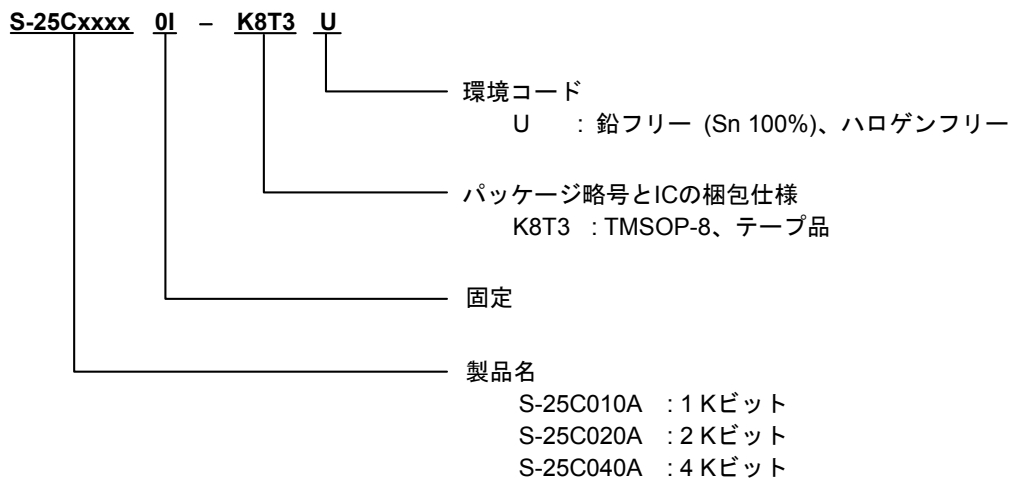 S-25Cxxxx 0I – K8T3 U
環境コード
U : 鉛フリー (Sn 100%)、ハロゲンフリー
パッケージ略号とICの梱包仕様
K8T3 : TMSOP-8、テープ品
固定
製品名
S-25C010A : 1 Kビット
S-25C020A : 2 Kビット
S-25C040A : 4 Kビット